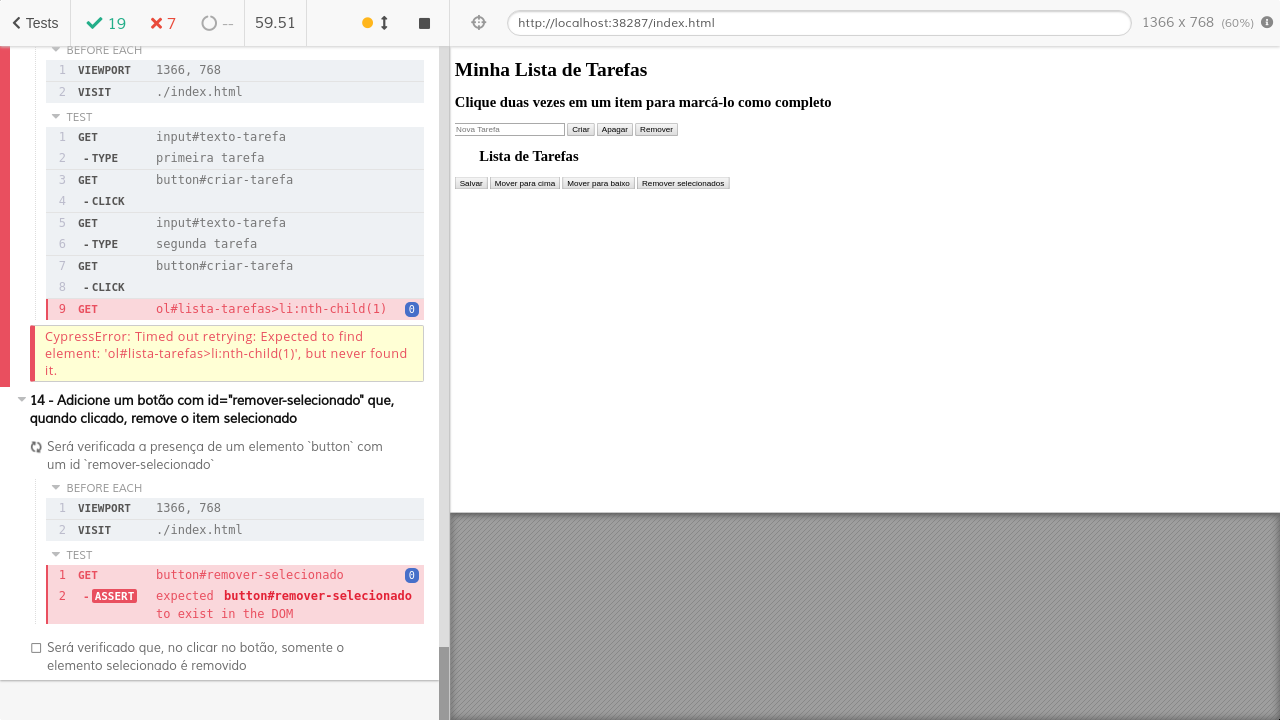 Tests 19 7 -- 59.51
http://localhost:38287/index.html 1366 x 768 (60%)
BEFORE EACH
1 VIEWPORT 1366, 768
2 VISIT ./index.html
TEST
1 GET input#texto-tarefa
2 -TYPE primeira tarefa
3 GET button#criar-tarefa
4 -CLICK
5 GET input#texto-tarefa
6 -TYPE segunda tarefa
7 GET button#criar-tarefa
8 -CLICK
9 GET ol#lista-tarefas>li:nth-child(1) 0
CypressError: Timed out retrying: Expected to find
element: 'ol#lista-tarefas>li:nth-child(1)', but never found
it.
14 - Adicione um botão com id="remover-selecionado" que,
quando clicado, remove o item selecionado
Será verificada a presença de um elemento `button` com
um id `remover-selecionado`
BEFORE EACH
1 VIEWPORT 1366, 768
2 VISIT ./index.html
TEST
1 GET button#remover-selecionado 0
2 -ASSERT expected button#remover-selecionado
to exist in the DOM
Será verificado que, no clicar no botão, somente o
elemento selecionado é removido
Minha Lista de Tarefas
Clique duas vezes em um item para marcá-lo como completo
Nova Tarefa Criar Apagar Remover
Lista de Tarefas
Salvar Mover para cima Mover para baixo Remover selecionados